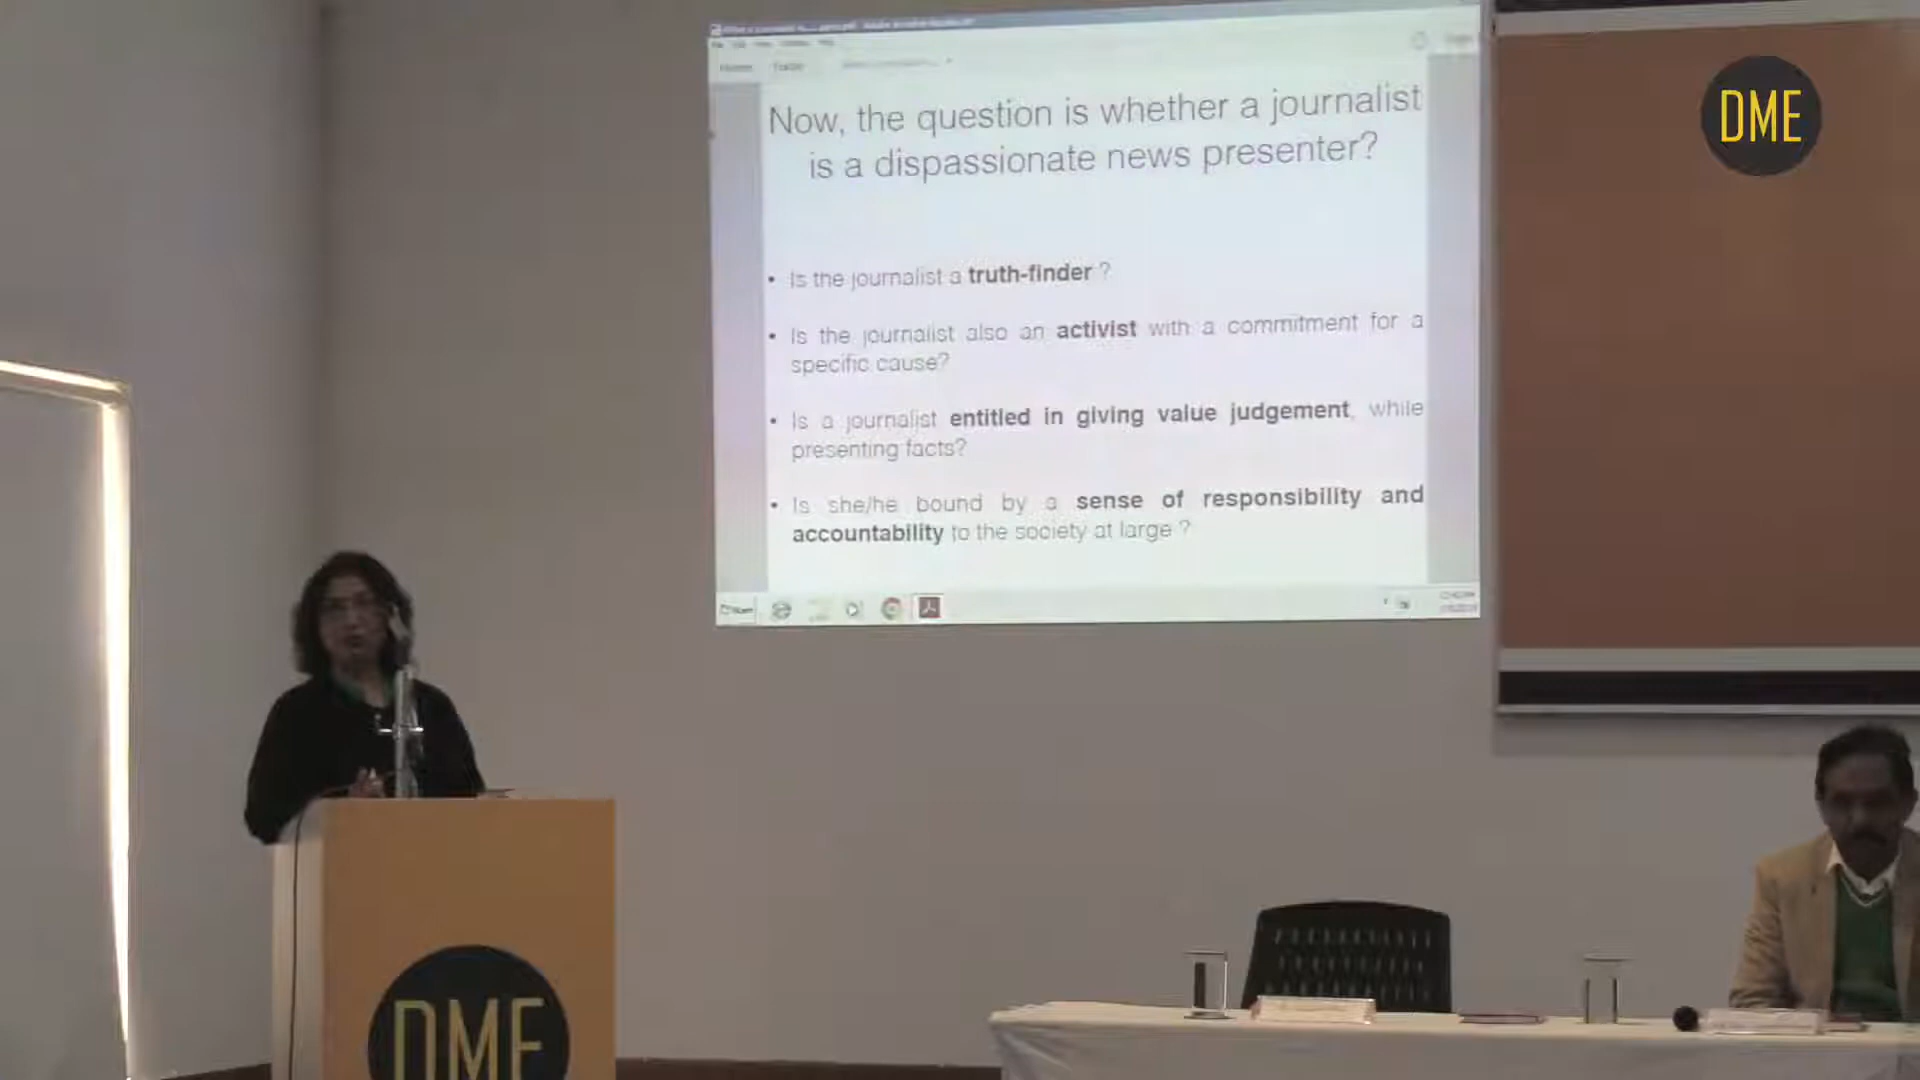 Now, the question is whether a journalist
is a dispassionate news presenter?
DME
• Is the journalist a truth-finder ?
• Is the journalist also an activist with a commitment for a
specific cause?
• Is a journalist entitled in giving value judgement, while
presenting facts?
• Is she/he bound by a sense of responsibility and
accountability to the society at large ?
DME